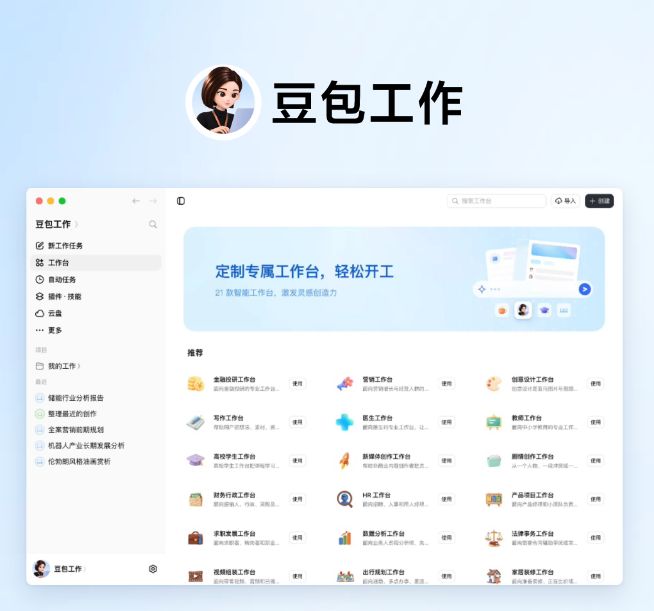 豆包工作
豆包工作
新工作任务
工作台
自动任务
插件·技能
云盘
更多
项目
我的工作
最近
储能行业分析报告
整理最近的创作
全案营销前期规划
机器人产业长期发展分析
伦勃朗风格油画赏析
豆包工作
搜索工作台
导入
创建
定制专属工作台，轻松开工
21 款智能工作台，激发灵感创造力
推荐
金融投研工作台
使用
营销工作台
使用
创意设计工作台
使用
写作工作台
使用
医生工作台
使用
教师工作台
使用
高校学生工作台
使用
新媒体创作工作台
使用
剧情创作工作台
使用
财务行政工作台
使用
HR 工作台
使用
产品项目工作台
使用
求职发展工作台
使用
数据分析工作台
使用
法律事务工作台
使用
视频组装工作台
使用
出行规划工作台
使用
家居装修工作台
使用